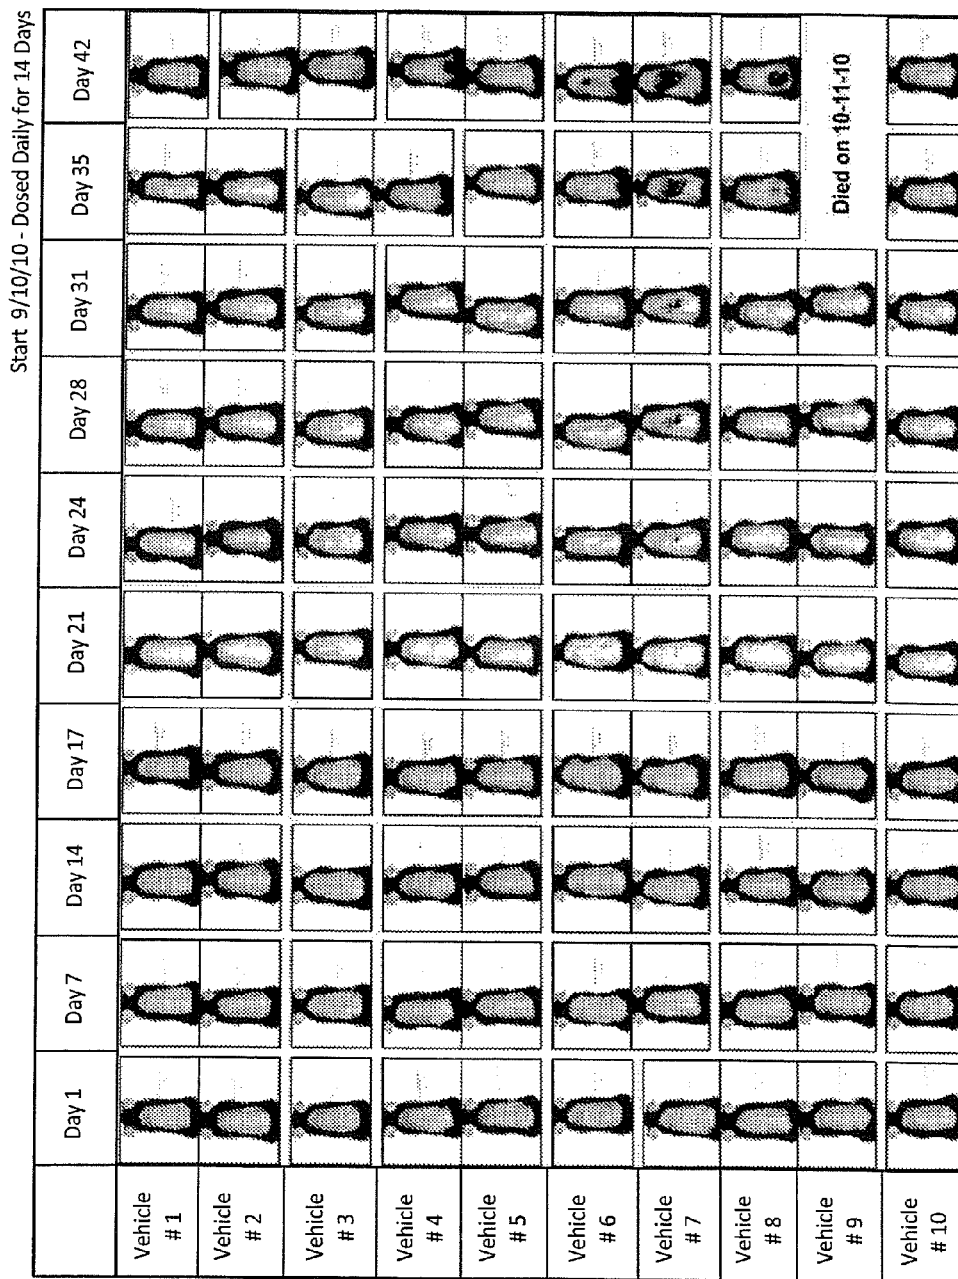 Start 9/10/10 - Dosed Daily for 14 Days
Day 1
Day 7
Day 14
Day 17
Day 21
Day 24
Day 28
Day 31
Day 35
Day 42
Vehicle
# 1
Vehicle
# 2
Vehicle
# 3
Vehicle
# 4
Vehicle
# 5
Vehicle
# 6
Vehicle
# 7
Vehicle
# 8
Vehicle
# 9
Died on 10-11-10
Vehicle
# 10